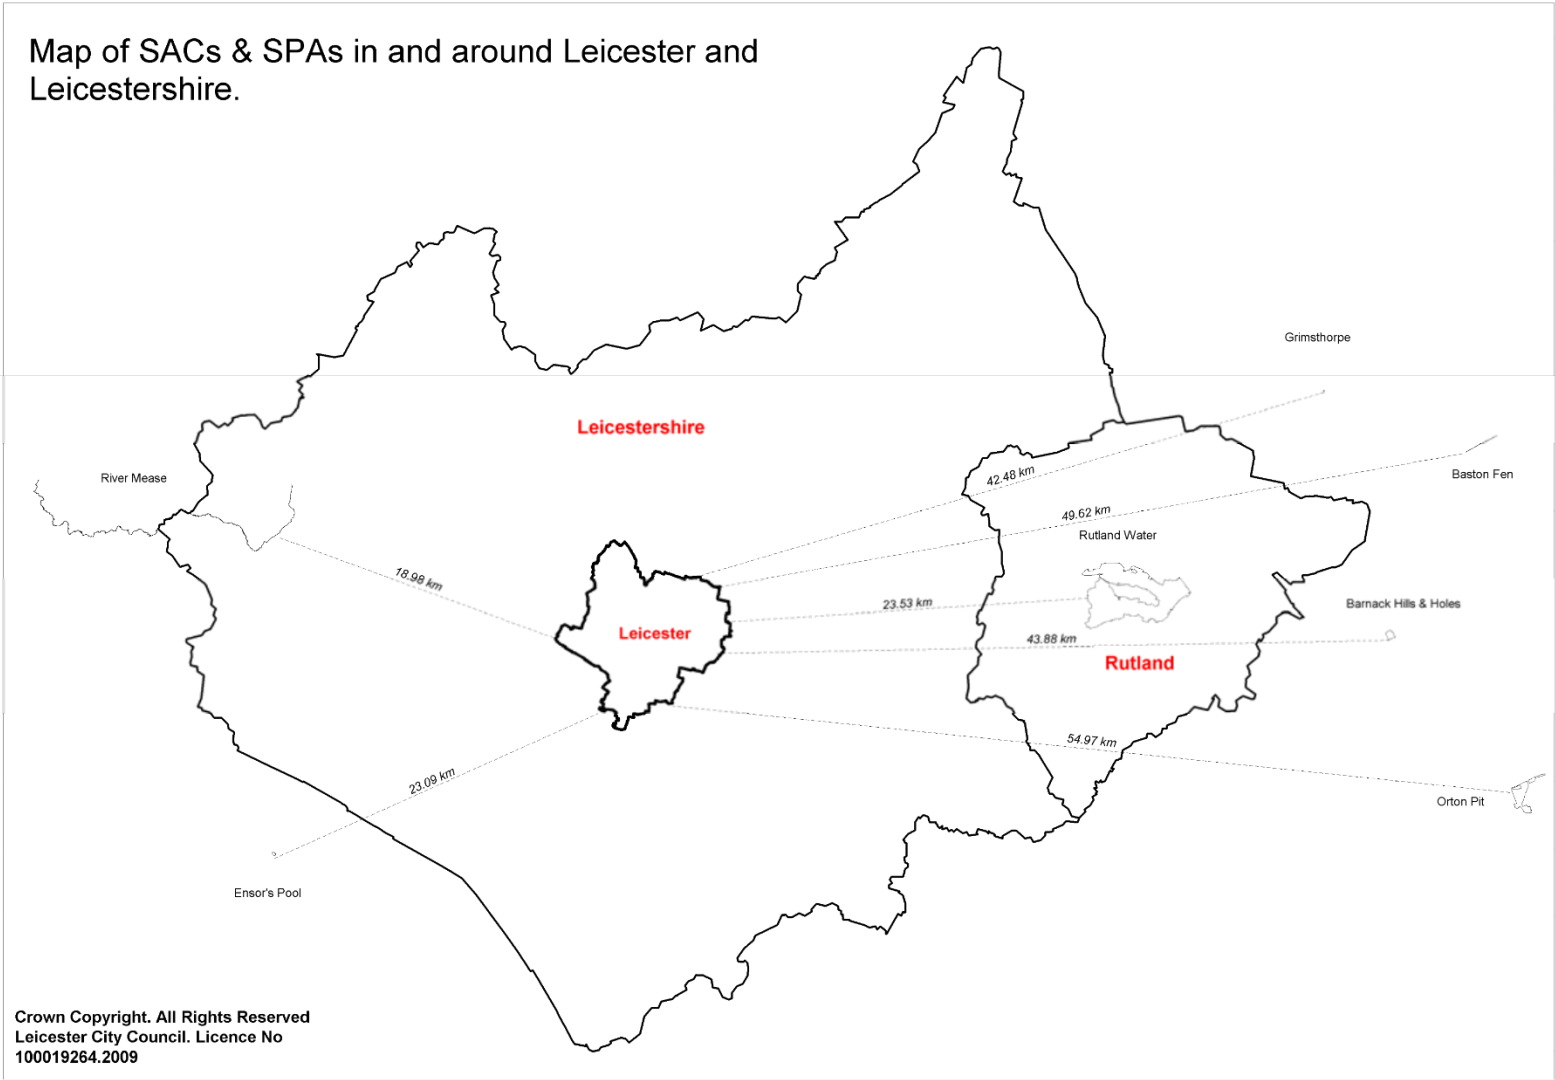 Map of SACs & SPAs in and around Leicester and
Leicestershire.
Grimsthorpe
Leicestershire
River Mease
42.48 km
Baston Fen
49.62 km
Rutland Water
18.98 km
23.53 km
Barnack Hills & Holes
Leicester
43.88 km
Rutland
54.97 km
23.09 km
Orton Pit
Ensor's Pool
Crown Copyright. All Rights Reserved
Leicester City Council. Licence No
100019264.2009